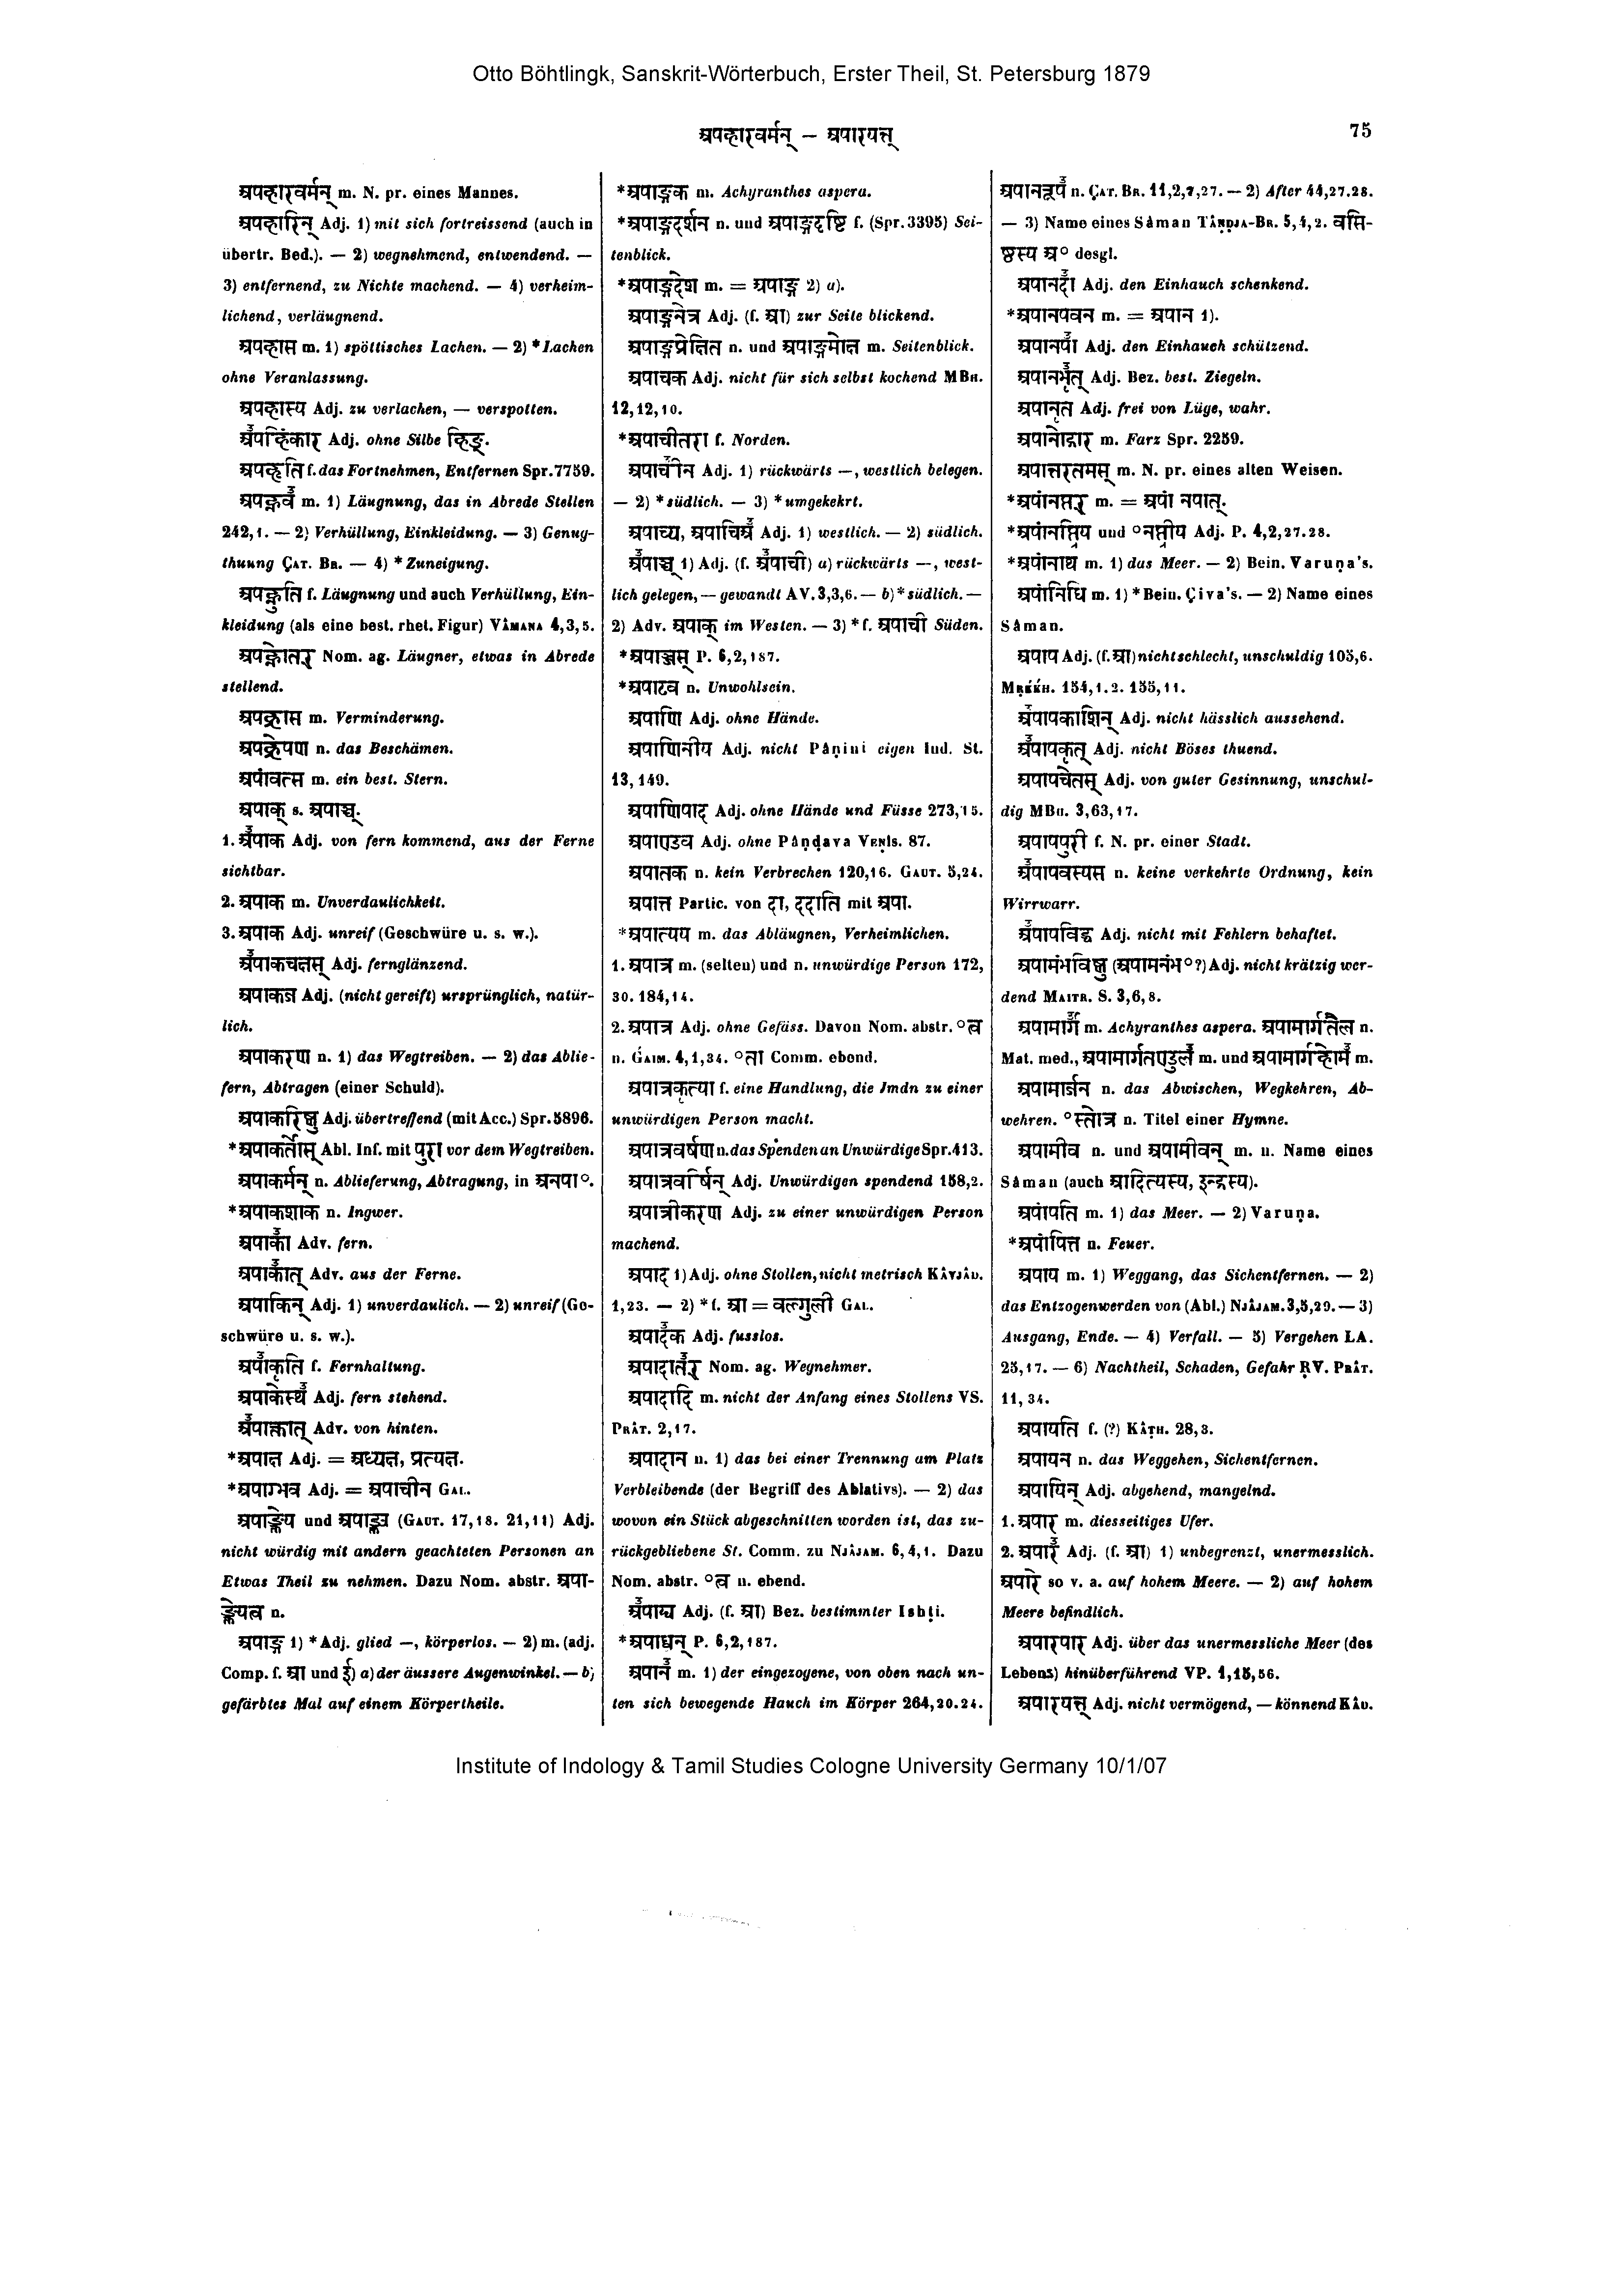 Otto Böhtlingk, Sanskrit-Wörterbuch, Erster Theil, St. Petersburg 1879
अपहारवर्मन् — अपारयत्त्
75
अपहारवर्मन् m. N. pr. eines Mannes.
अपहारिन् Adj. 1) mit sich fortreissend (auch in
übertr. Bed.). — 2) wegnehmend, entwendend. —
3) entfernend, zu Nichte machend. — 4) verheim-
lichend, verläugnend.
अपहास m. 1) spöttisches Lachen. — 2) *Lachen
ohne Veranlassung.
अपहास्य Adj. zu verlachen, — verspotten.
अ॑पहिंकार Adj. ohne Silbe हिङ्.
अपहृति f. das Fortnehmen, Entfernen Spr. 7759.
अपह्नव॑ m. 1) Läugnung, das in Abrede Stellen
242,1. — 2) Verhüllung, Einkleidung. — 3) Genug-
thuung ÇAT. BR. — 4) *Zuneigung.
अपह्नुति f. Läugnung und auch Verhüllung, Ein-
kleidung (als eine best. rhet. Figur) VÂMANA 4,3,5.
अपह्नोतर् Nom. ag. Läugner, etwas in Abrede
stellend.
अपह्रास m. Verminderung.
अपह्रेपण n. das Beschämen.
अपांवत्स m. ein best. Stern.
अपाक् s. अपाञ्च्.
1. अ॑पाक Adj. von fern kommend, aus der Ferne
sichtbar.
2. अपाक m. Unverdaulichkeit.
3. अपाक Adj. unreif (Geschwüre u. s. w.).
अ॑पाकचक्षस् Adj. fernglänzend.
अपाकज Adj. (nicht gereift) ursprünglich, natür-
lich.
अपाकरण n. 1) das Wegtreiben. — 2) das Ablie-
fern, Abtragen (einer Schuld).
अपाकरिष्णु Adj. übertreffend (mit Acc.) Spr. 5896.
*अपाकर्तोस् Abl. Inf. mit पुरा vor dem Wegtreiben.
अपाकर्मन् n. Ablieferung, Abtragung, in अनपा°.
*अपाकशाक n. Ingwer.
अपाका॑ Adv. fern.
अपाका॑त् Adv. aus der Ferne.
अपाकिन् Adj. 1) unverdaulich. — 2) unreif (Ge-
schwüre u. s. w.).
अपा॑कृति f. Fernhaltung.
अपाकेस्थ॑ Adj. fern stehend.
अ॑पाक्तात् Adv. von hinten.
*अपाक्ष Adj. = अध्यक्ष, प्रत्यक्ष.
*अपाग्भव Adj. = अपाचीन GAL.
अपाङ्क्तेय und अपाङ्क्त्य (GAUT. 17,18. 21,11) Adj.
nicht würdig mit andern geachteten Personen an
Etwas Theil zu nehmen. Dazu Nom. abstr. अपा-
ङ्क्तेयत्व n.
अपाङ्ग 1) *Adj. glied —, körperlos. — 2) m. (adj.
Comp. f. आ und ई) a) der äussere Augenwinkel. — b)
gefärbtes Mal auf einem Körpertheile.
*अपाङ्गक m. Achyranthes aspera.
*अपाङ्गदर्शन n. und अपाङ्गदृष्टि f. (Spr. 3395) Sei-
tenblick.
*अपाङ्गदेश m. = अपाङ्ग 2) a).
अपाङ्गनेत्र Adj. (f. आ) zur Seite blickend.
अपाङ्गप्रेक्षित n. und अपाङ्गमोक्ष m. Seitenblick.
अपाचक Adj. nicht für sich selbst kochend MBH.
12,12,10.
*अपाचीतरा f. Norden.
अपाची॑न Adj. 1) rückwärts —, westlich belegen.
— 2) *südlich. — 3) *umgekekrt.
अपाच्य, अपाचिअ॑ Adj. 1) westlich. — 2) südlich.
अ॑पाञ्च् 1) Adj. (f. अ॑पाची) a) rückwärts —, west-
lich gelegen, — gewandt AV. 3,3,6. — b) *südlich. —
2) Adv. अपाक् im Westen. — 3) *f. अपाची Süden.
*अपाञ्जस् P. 6,2,187.
*अपाटव n. Unwohlsein.
अपाणि Adj. ohne Hände.
अपाणिनीय Adj. nicht Pâṇini eigen Ind. St.
13,149.
अपाणिपाद Adj. ohne Hände und Füsse 273,15.
अपाण्डव Adj. ohne Pâṇḍava VEṆÎS. 87.
अपातक n. kein Verbrechen 120,16. GAUT. 5,24.
अपात्त Partic. von दा, ददाति mit अपा.
*अपात्यय m. das Abläugnen, Verheimlichen.
1. अपात्र m. (selten) und n. unwürdige Person 172,
30. 184,14.
2. अपात्र Adj. ohne Gefäss. Davon Nom. abstr. °त्व
n. ǴAIM. 4,1,34. °ता Comm. ebend.
अपात्रकृत्या f. eine Handlung, die Jmdn zu einer
unwürdigen Person macht.
अपात्रवर्षण n. das Spenden an Unwürdige Spr. 413.
अपात्रवर्षिन् Adj. Unwürdigen spendend 158,2.
अपात्रीकरण Adj. zu einer unwürdigen Person
machend.
अपाद 1) Adj. ohne Stollen, nicht metrisch KÂVJÂD.
1,23. — 2) *f. आ = वल्गुली GAL.
अपाद॑क Adj. fusslos.
अपादात॑र् Nom. ag. Wegnehmer.
अपादादि m. nicht der Anfang eines Stollens VS.
PRÂT. 2,17.
अपादान n. 1) das bei einer Trennung am Platz
Verbleibende (der Begriff des Ablativs). — 2) das
wovon ein Stück abgeschnitten worden ist, das zu-
rückgebliebene St. Comm. zu NJÂJAM. 6,4,1. Dazu
Nom. abstr. °त्व n. ebend.
अ॑पाद्य Adj. (f. आ) Bez. bestimmter Ishṭi.
*अपाध्वन् P. 6,2,187.
अपान॑ m. 1) der eingezogene, von oben nach un-
ten sich bewegende Hauch im Körper 264,20.24.
अपानत्रूप॑ n. ÇAT. BR. 11,2,7,27. — 2) After 44,27.28.
— 3) Name eines Sâman TÂṆḌJA-BR. 5,4,2. वसि-
ष्ठस्य अ° desgl.
अपानदा॑ Adj. den Einhauch schenkend.
*अपानपवन m. = अपान 1).
अपानपा॑ Adj. den Einhauch schützend.
अपानभृ॑त् Adj. Bez. best. Ziegeln.
अपानृत Adj. frei von Lüge, wahr.
अपानोद्गार m. Farz Spr. 2259.
अपान्तरतमस् m. N. pr. eines alten Weisen.
*अपांनप्तर् m. = अपां नपात्.
*अपांनप्त्रिय und °नप्त्रीय Adj. P. 4,2,27.28.
*अपांनाथ m. 1) das Meer. — 2) Bein. Varuṇa's.
अपांनिधि m. 1) *Bein. Çiva's. — 2) Name eines
Sâman.
अपाप Adj. (f. आ) nicht schlecht, unschuldig 105,6.
MṚKKH. 154,1.2. 155,11.
अ॑पापकाशिन् Adj. nicht hässlich aussehend.
अ॑पापकृत् Adj. nicht Böses thuend.
अपापचेतस् Adj. von guter Gesinnung, unschul-
dig MBH. 3,63,17.
अपापपुरी f. N. pr. einer Stadt.
अ॑पापवस्यस n. keine verkehrte Ordnung, kein
Wirrwarr.
अ॑पापविद्ध Adj. nicht mit Fehlern behaftet.
अपामंभविष्णु (अपामनंभ°?) Adj. nicht krätzig wer-
dend MAITR. S. 3,6,8.
अपामार्ग॑ m. Achyranthes aspera. अपामार्गतैल n.
Mat. med., अपामार्गतण्डुल॑ m. und अपामार्गहोम॑ m.
अपामार्जन n. das Abwischen, Wegkehren, Ab-
wehren. °स्तोत्र n. Titel einer Hymne.
अपामीव n. und अपामीवन् m. n. Name eines
Sâman (auch आदित्यस्य, इन्द्रस्य).
अपांपति m. 1) das Meer. — 2) Varuṇa.
*अपांपित्त n. Feuer.
अपाय m. 1) Weggang, das Sichentfernen. — 2)
das Entzogenwerden von (Abl.) NJÂJAM. 3,5,29. — 3)
Ausgang, Ende. — 4) Verfall. — 5) Vergehen LA.
25,17. — 6) Nachtheil, Schaden, Gefahr ṚV. PRÂT.
11,34.
अपायति f. (?) KÂṬH. 28,3.
अपायन n. das Weggehen, Sichentfernen.
अपायिन् Adj. abgehend, mangelnd.
1. अपार m. diesseitiges Ufer.
2. अपार॑ Adj. (f. आ) 1) unbegrenzt, unermesslich.
अपारे so v. a. auf hohem Meere. — 2) auf hohem
Meere befindlich.
अपारपार Adj. über das unermessliche Meer (des
Lebens) hinüberführend VP. 1,15,56.
अपारयत्त् Adj. nicht vermögend, — könnend KÂD.
Institute of Indology & Tamil Studies Cologne University Germany 10/1/07